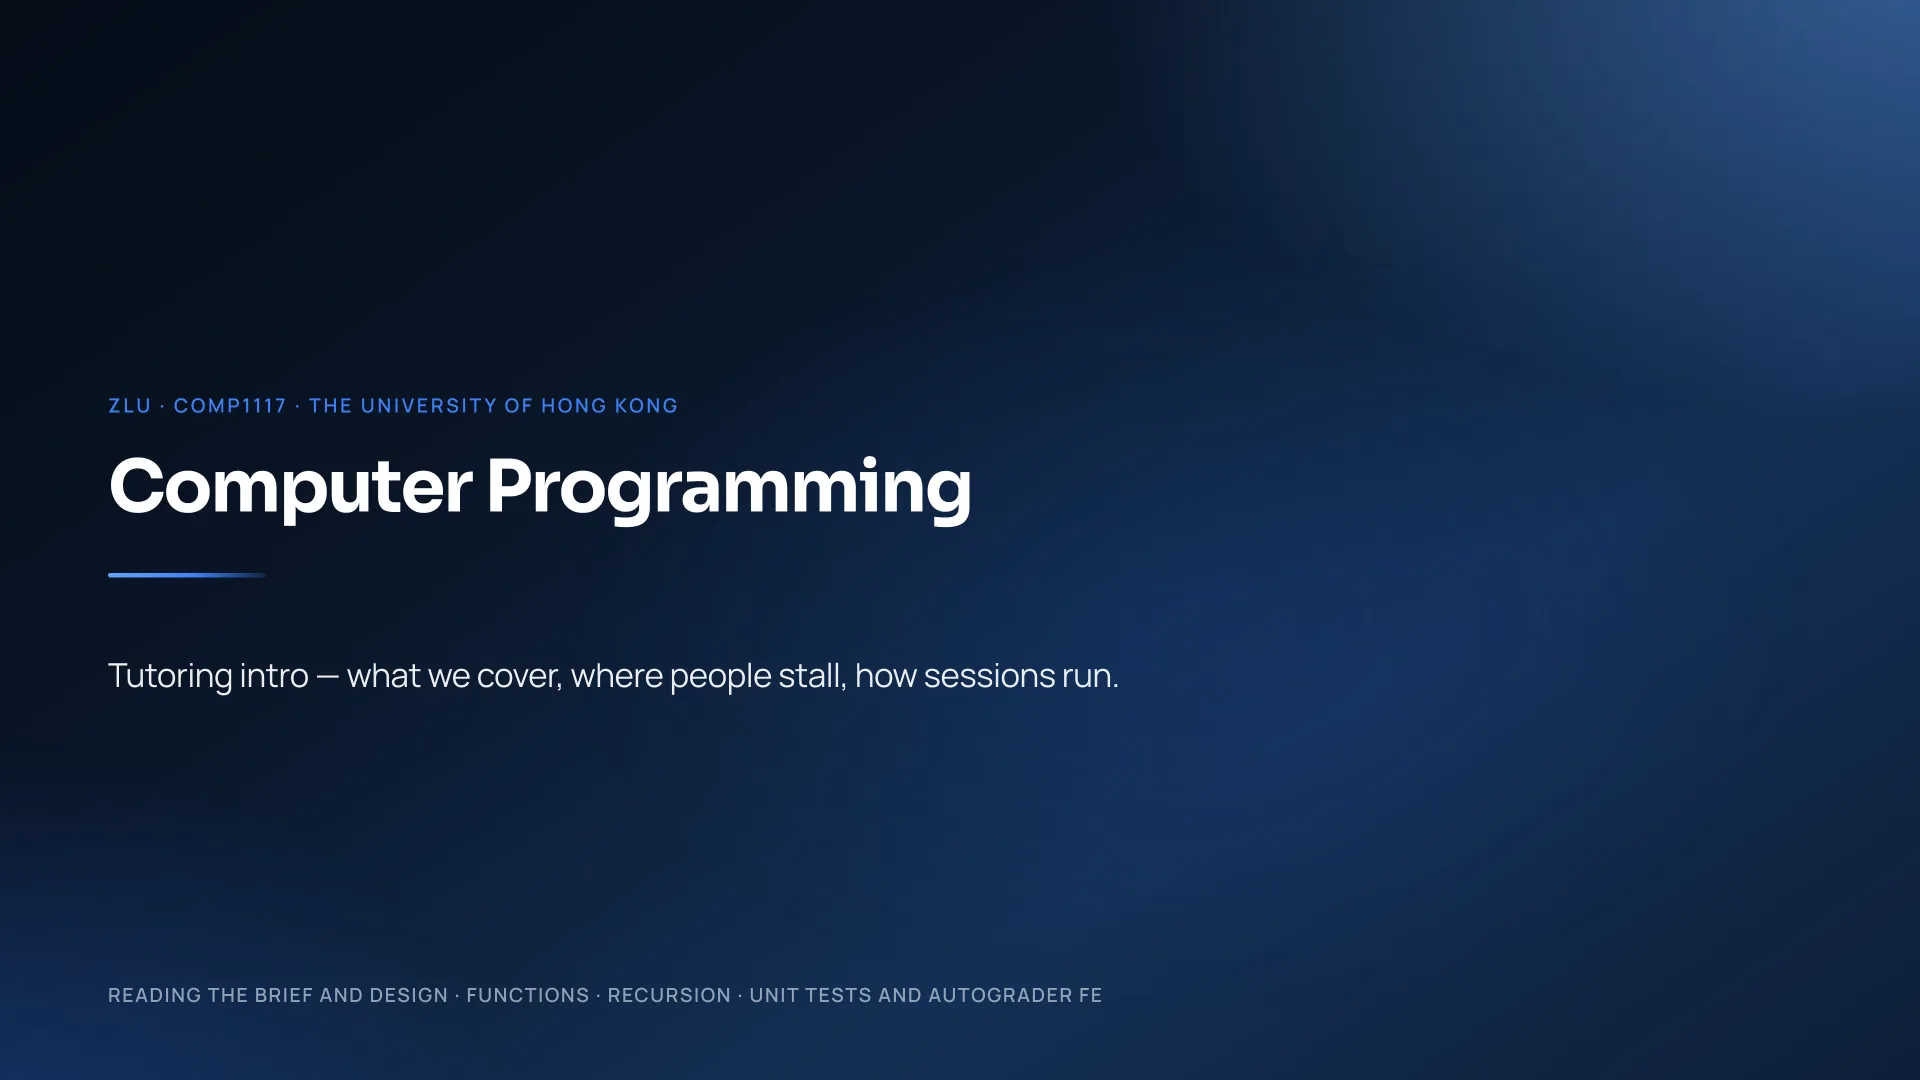 ZLU · COMP1117 · THE UNIVERSITY OF HONG KONG
Computer Programming
Tutoring intro — what we cover, where people stall, how sessions run.
READING THE BRIEF AND DESIGN · FUNCTIONS · RECURSION · UNIT TESTS AND AUTOGRADER FE